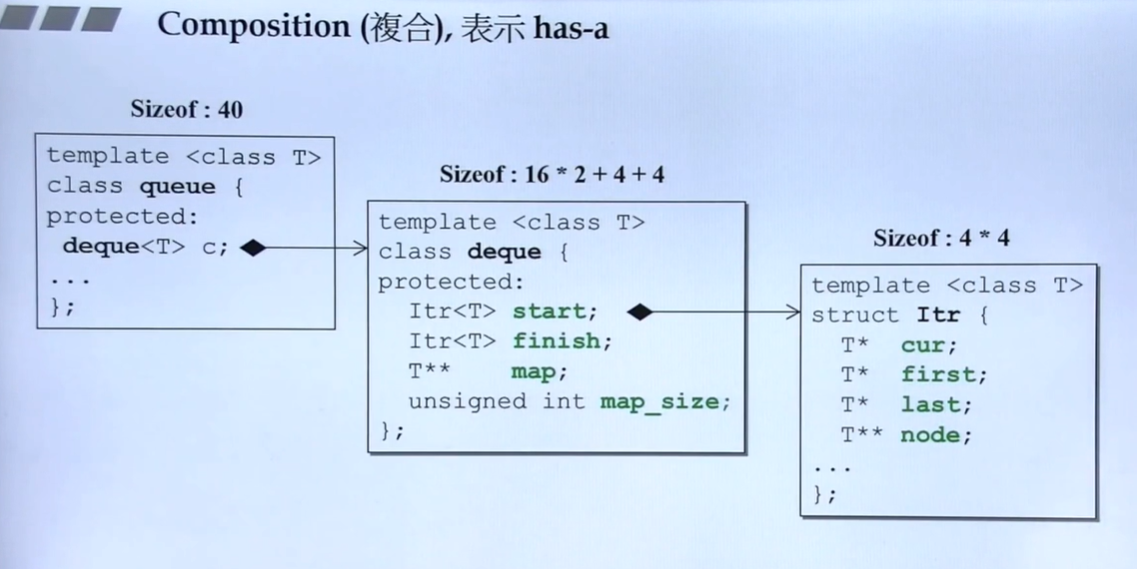 Composition (複合), 表示 has-a
Sizeof : 40
template <class T>
class queue {
protected:
deque<T> c;
...
};
Sizeof : 16 * 2 + 4 + 4
template <class T>
class deque {
protected:
Itr<T> start;
Itr<T> finish;
T** map;
unsigned int map_size;
};
Sizeof : 4 * 4
template <class T>
struct Itr {
T* cur;
T* first;
T* last;
T** node;
...
};